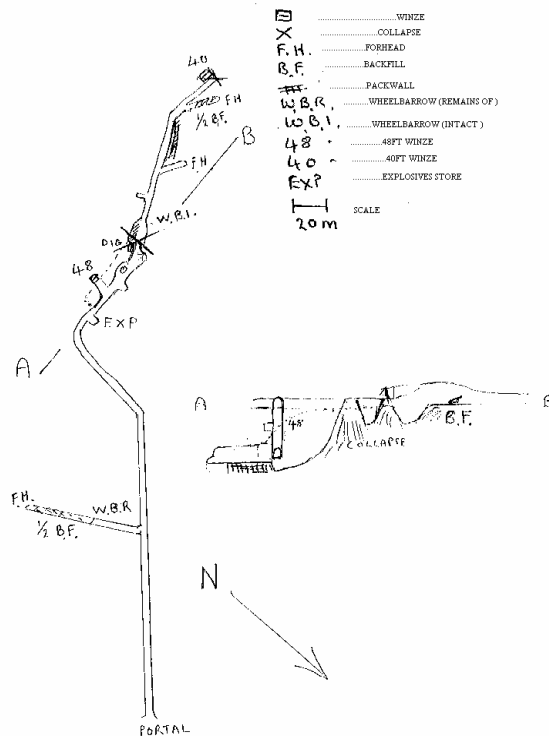 WINZE
X COLLAPSE
F.H. FORHEAD
B.F. BACKFILL
PACKWALL
W.B.R. WHEELBARROW (REMAINS OF)
W.B.I. WHEELBARROW (INTACT)
48 48FT WINZE
40 40FT WINZE
EXP EXPLOSIVES STORE
20m SCALE
40
F.H
½ B.F.
B
F.H
W.B.I.
DIG
48
EXP
A
A
B
48
B.F.
COLLAPSE
F.H.
W.B.R
½ B.F.
N
PORTAL